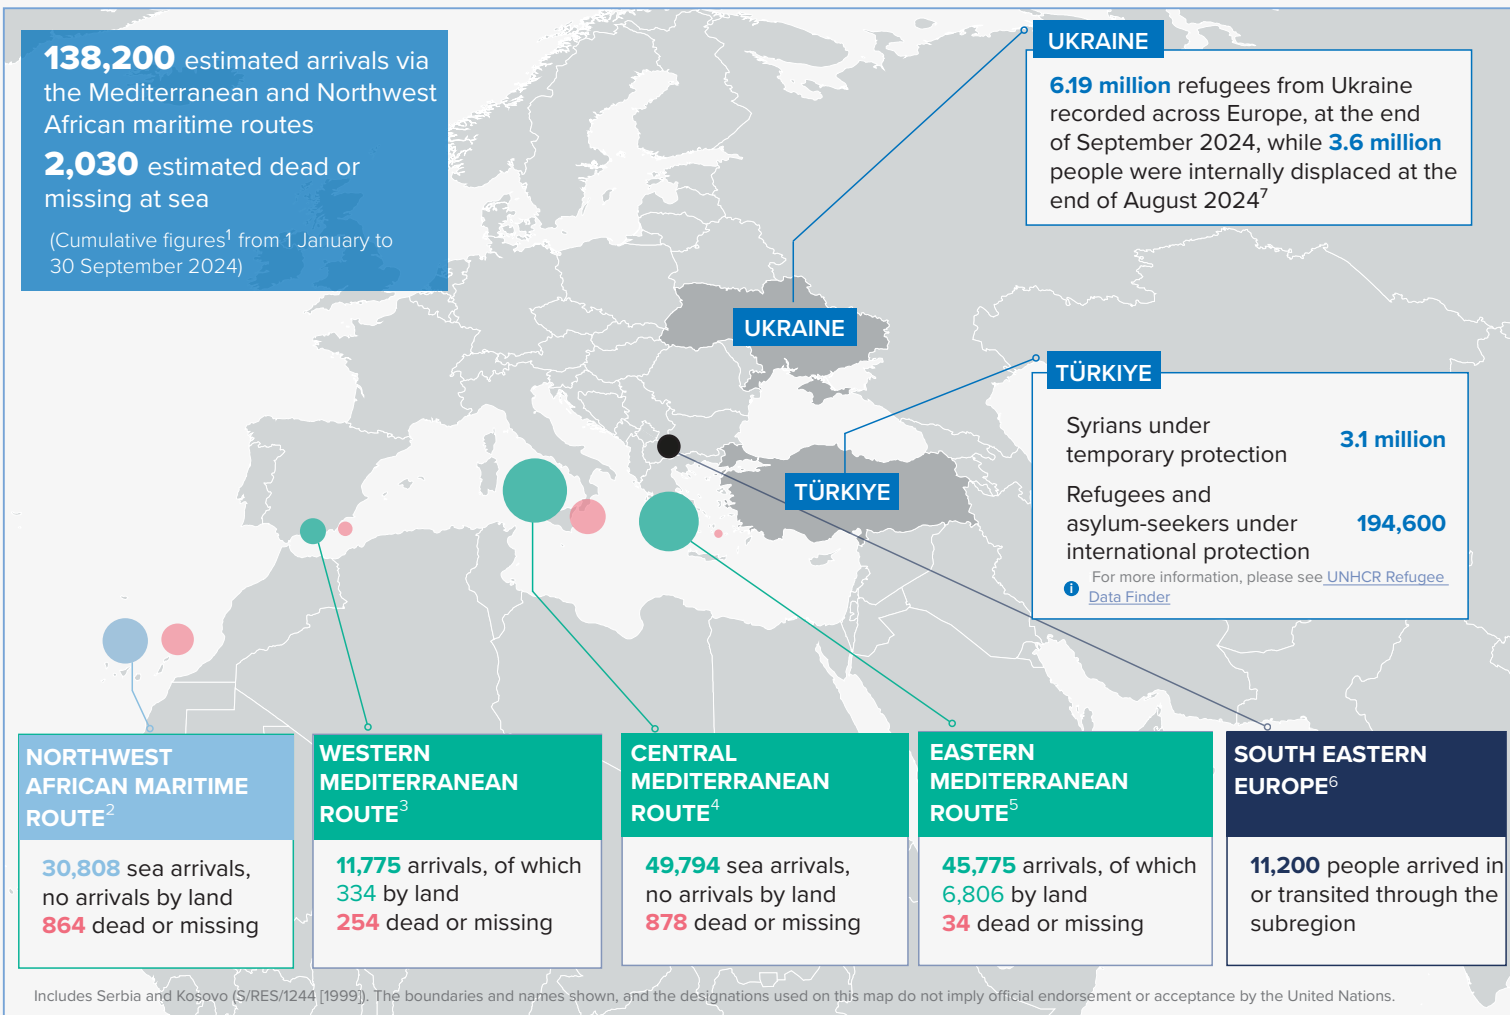 138,200 estimated arrivals via
the Mediterranean and Northwest
African maritime routes
2,030 estimated dead or
missing at sea
(Cumulative figures¹ from 1 January to
30 September 2024)
UKRAINE
6.19 million refugees from Ukraine
recorded across Europe, at the end
of September 2024, while 3.6 million
people were internally displaced at the
end of August 2024⁷
UKRAINE
TÜRKIYE
Syrians under
temporary protection
3.1 million
Refugees and
asylum-seekers under
international protection
194,600
For more information, please see UNHCR Refugee
Data Finder
TÜRKIYE
NORTHWEST
AFRICAN MARITIME
ROUTE²
30,808 sea arrivals,
no arrivals by land
864 dead or missing
WESTERN
MEDITERRANEAN
ROUTE³
11,775 arrivals, of which
334 by land
254 dead or missing
CENTRAL
MEDITERRANEAN
ROUTE⁴
49,794 sea arrivals,
no arrivals by land
878 dead or missing
EASTERN
MEDITERRANEAN
ROUTE⁵
45,775 arrivals, of which
6,806 by land
34 dead or missing
SOUTH EASTERN
EUROPE⁶
11,200 people arrived in
or transited through the
subregion
Includes Serbia and Kosovo (S/RES/1244 [1999]). The boundaries and names shown, and the designations used on this map do not imply official endorsement or acceptance by the United Nations.